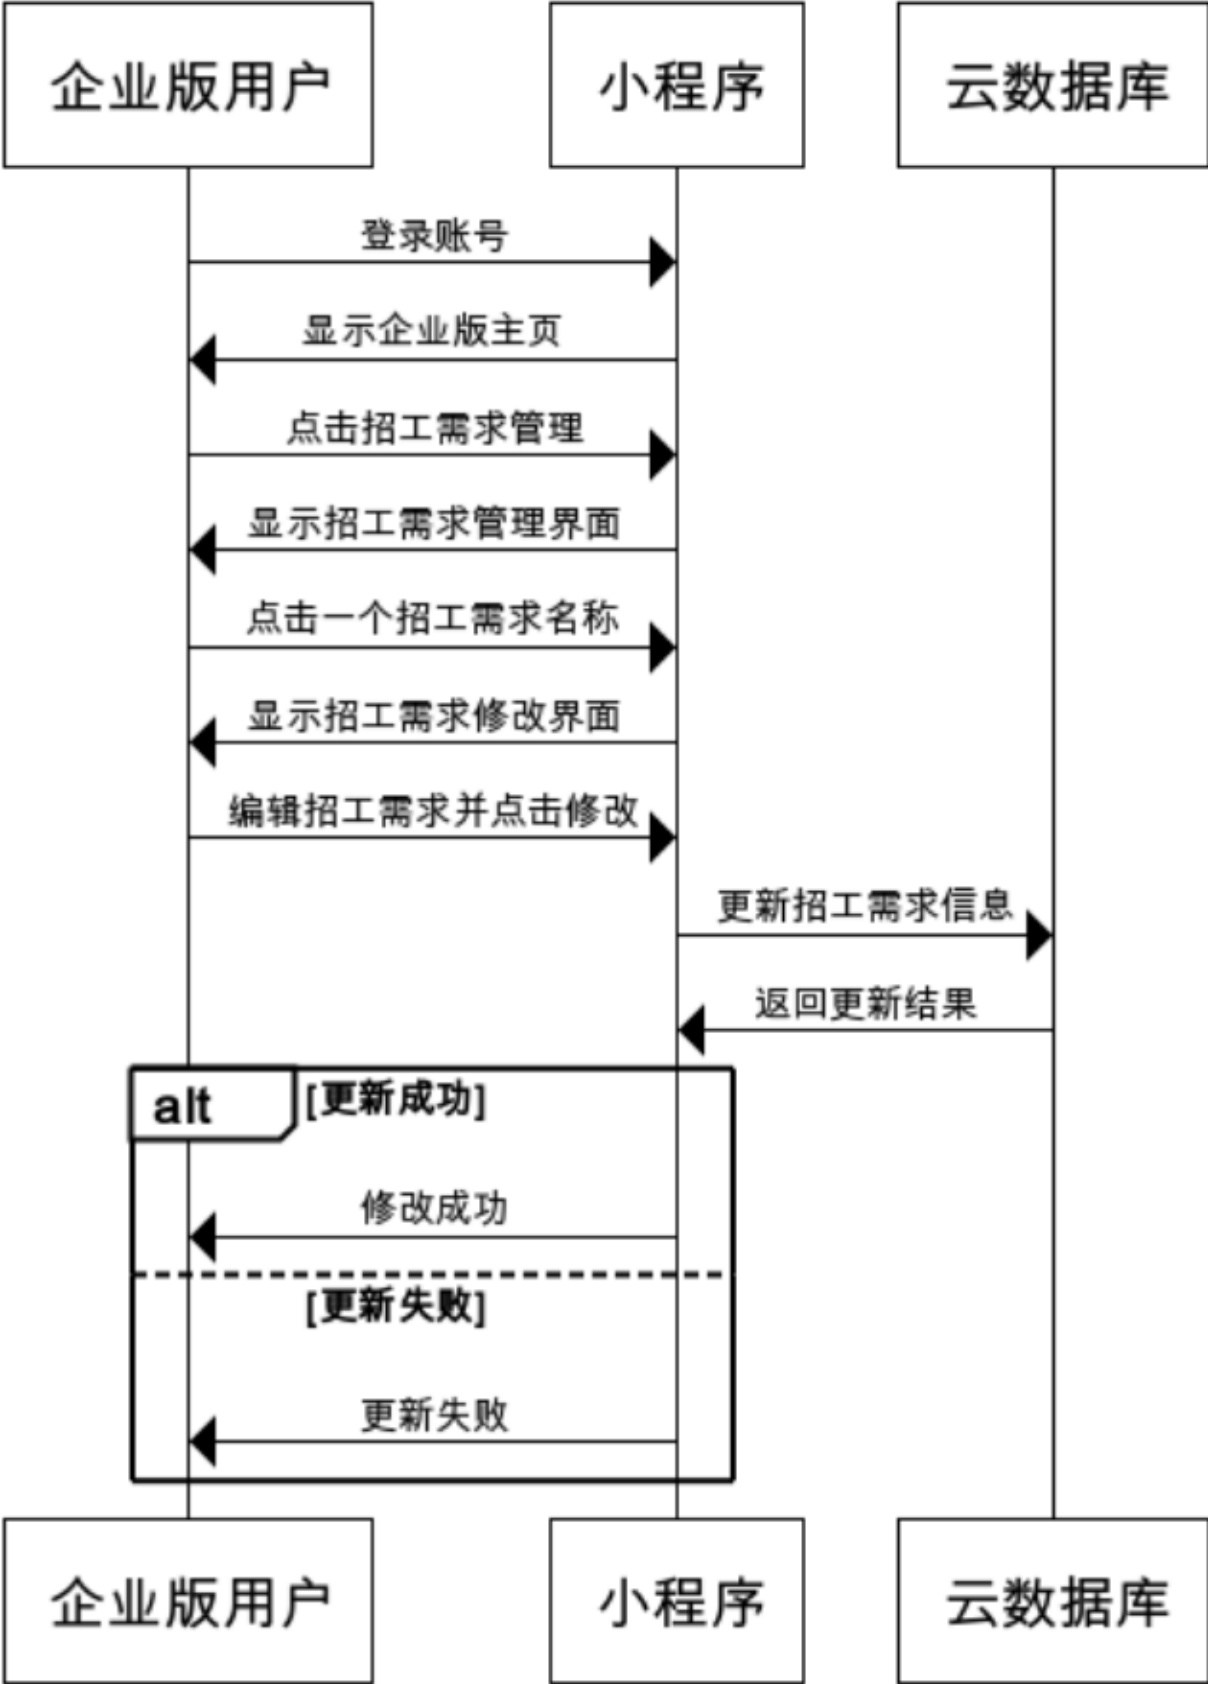 企业版用户
小程序
云数据库
登录账号
显示企业版主页
点击招工需求管理
显示招工需求管理界面
点击一个招工需求名称
显示招工需求修改界面
编辑招工需求并点击修改
更新招工需求信息
返回更新结果
alt
[更新成功]
修改成功
[更新失败]
更新失败
企业版用户
小程序
云数据库